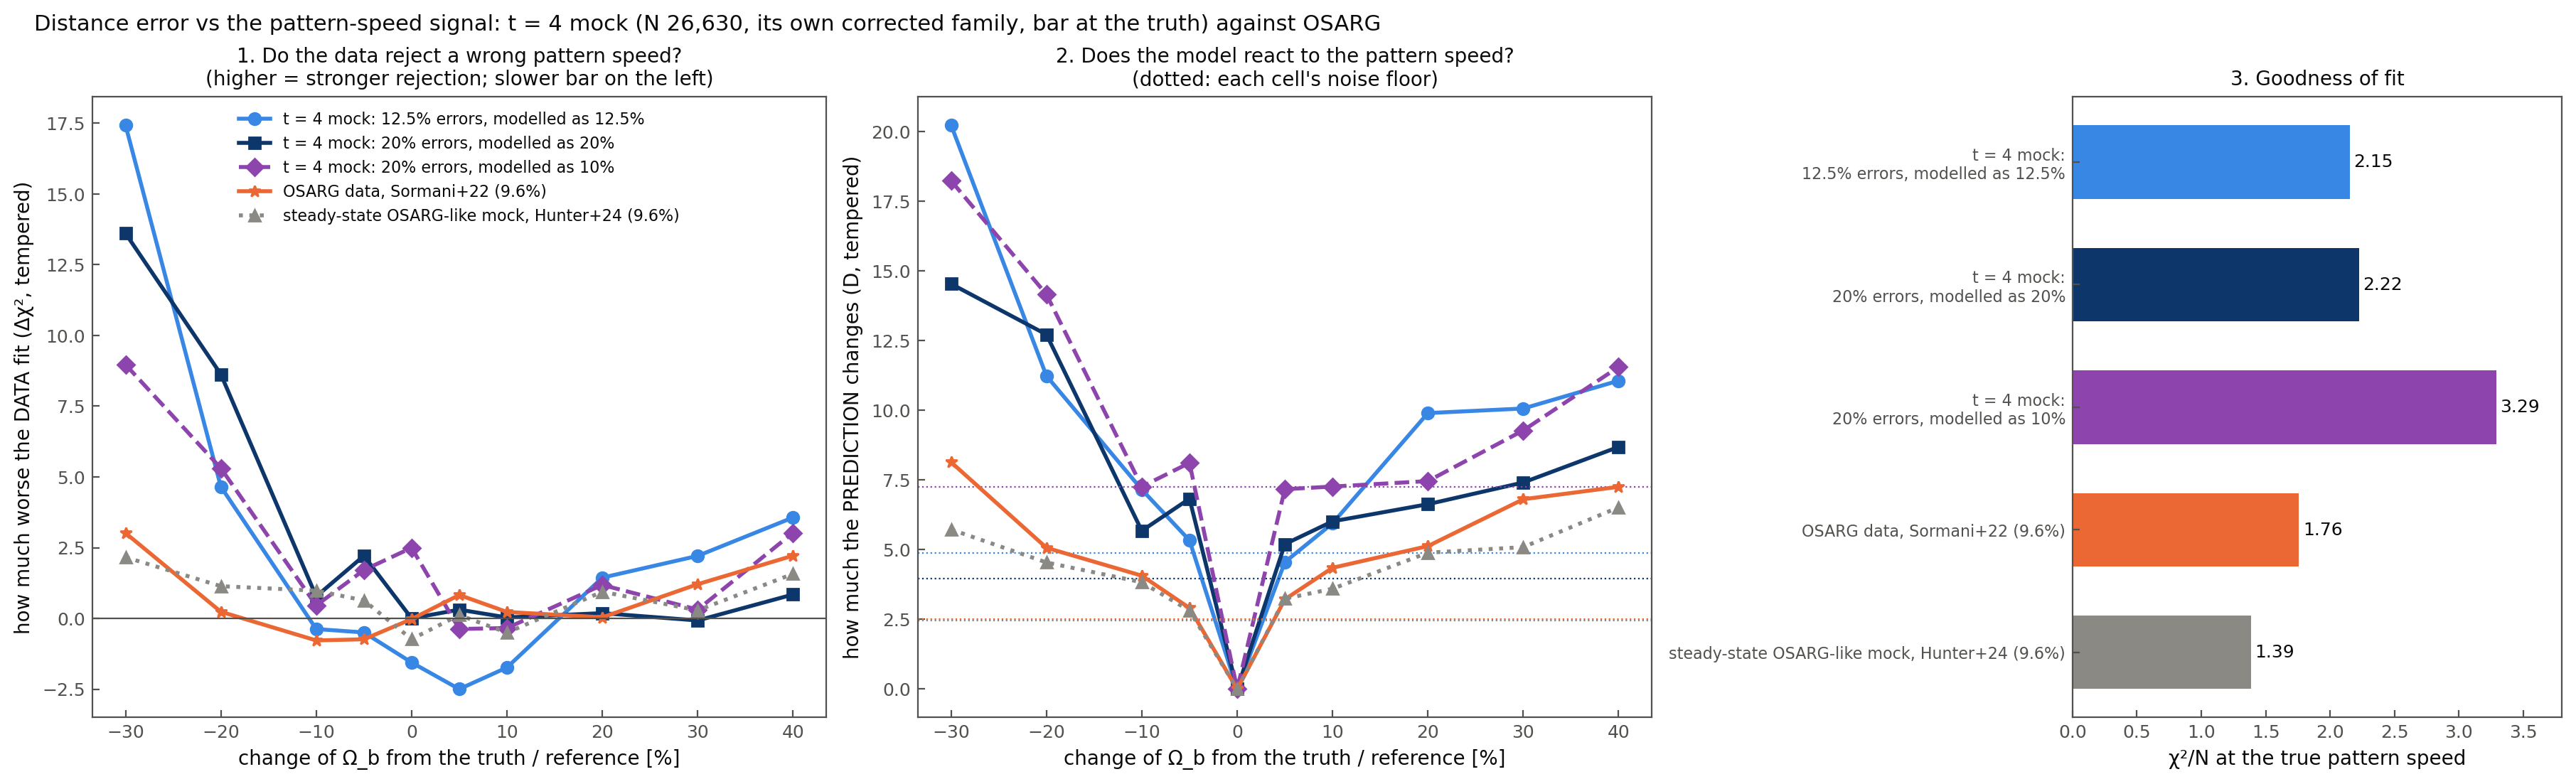 Distance error vs the pattern-speed signal: t = 4 mock (N 26,630, its own corrected family, bar at the truth) against OSARG
1. Do the data reject a wrong pattern speed?
(higher = stronger rejection; slower bar on the left)
how much worse the DATA fit (Δχ², tempered)
17.5
15.0
12.5
10.0
7.5
5.0
2.5
0.0
−2.5
t = 4 mock: 12.5% errors, modelled as 12.5%
t = 4 mock: 20% errors, modelled as 20%
t = 4 mock: 20% errors, modelled as 10%
OSARG data, Sormani+22 (9.6%)
steady-state OSARG-like mock, Hunter+24 (9.6%)
−30 −20 −10 0 10 20 30 40
change of Ω_b from the truth / reference [%]
2. Does the model react to the pattern speed?
(dotted: each cell's noise floor)
how much the PREDICTION changes (D, tempered)
20.0
17.5
15.0
12.5
10.0
7.5
5.0
2.5
0.0
−30 −20 −10 0 10 20 30 40
change of Ω_b from the truth / reference [%]
3. Goodness of fit
t = 4 mock:
12.5% errors, modelled as 12.5%
2.15
t = 4 mock:
20% errors, modelled as 20%
2.22
t = 4 mock:
20% errors, modelled as 10%
3.29
OSARG data, Sormani+22 (9.6%)
1.76
steady-state OSARG-like mock, Hunter+24 (9.6%)
1.39
0.0 0.5 1.0 1.5 2.0 2.5 3.0 3.5
χ²/N at the true pattern speed